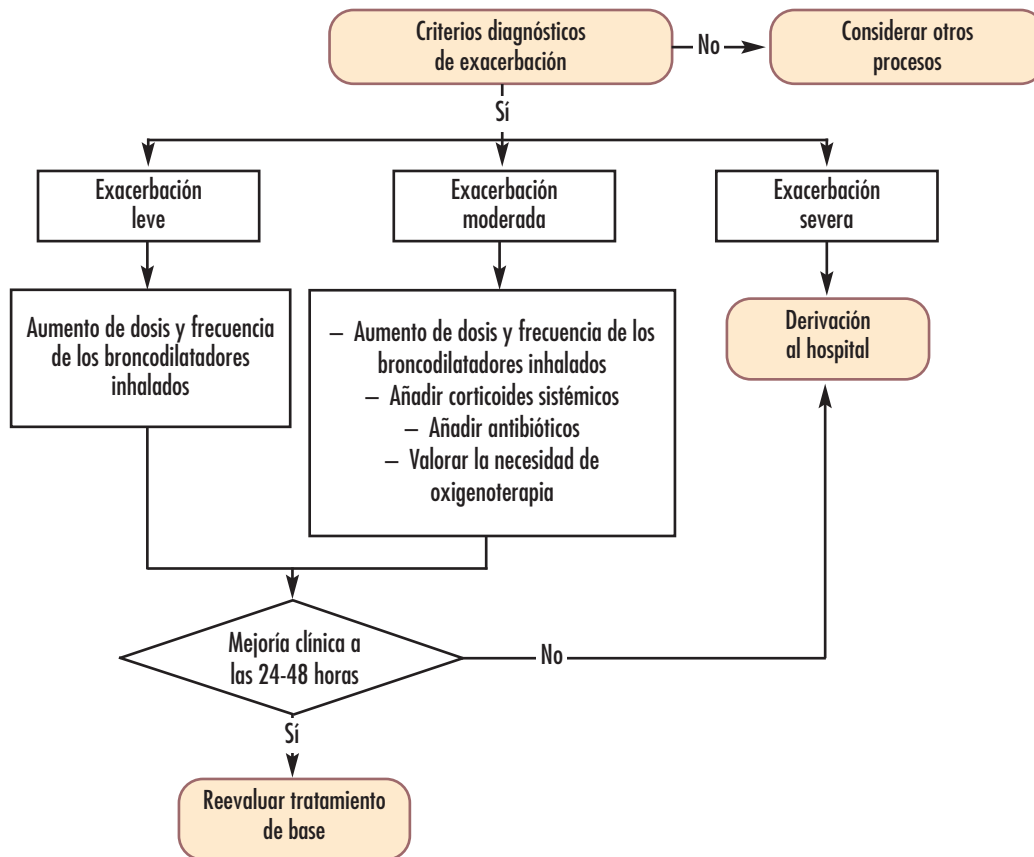 Criterios diagnósticos
de exacerbación
No
Considerar otros
procesos
Sí
Exacerbación
leve
Exacerbación
moderada
Exacerbación
severa
Aumento de dosis y frecuencia
de los broncodilatadores
inhalados
– Aumento de dosis y frecuencia de los
broncodilatadores inhalados
– Añadir corticoides sistémicos
– Añadir antibióticos
– Valorar la necesidad de
oxigenoterapia
Derivación
al hospital
Mejoría clínica a
las 24-48 horas
No
Sí
Reevaluar tratamiento
de base